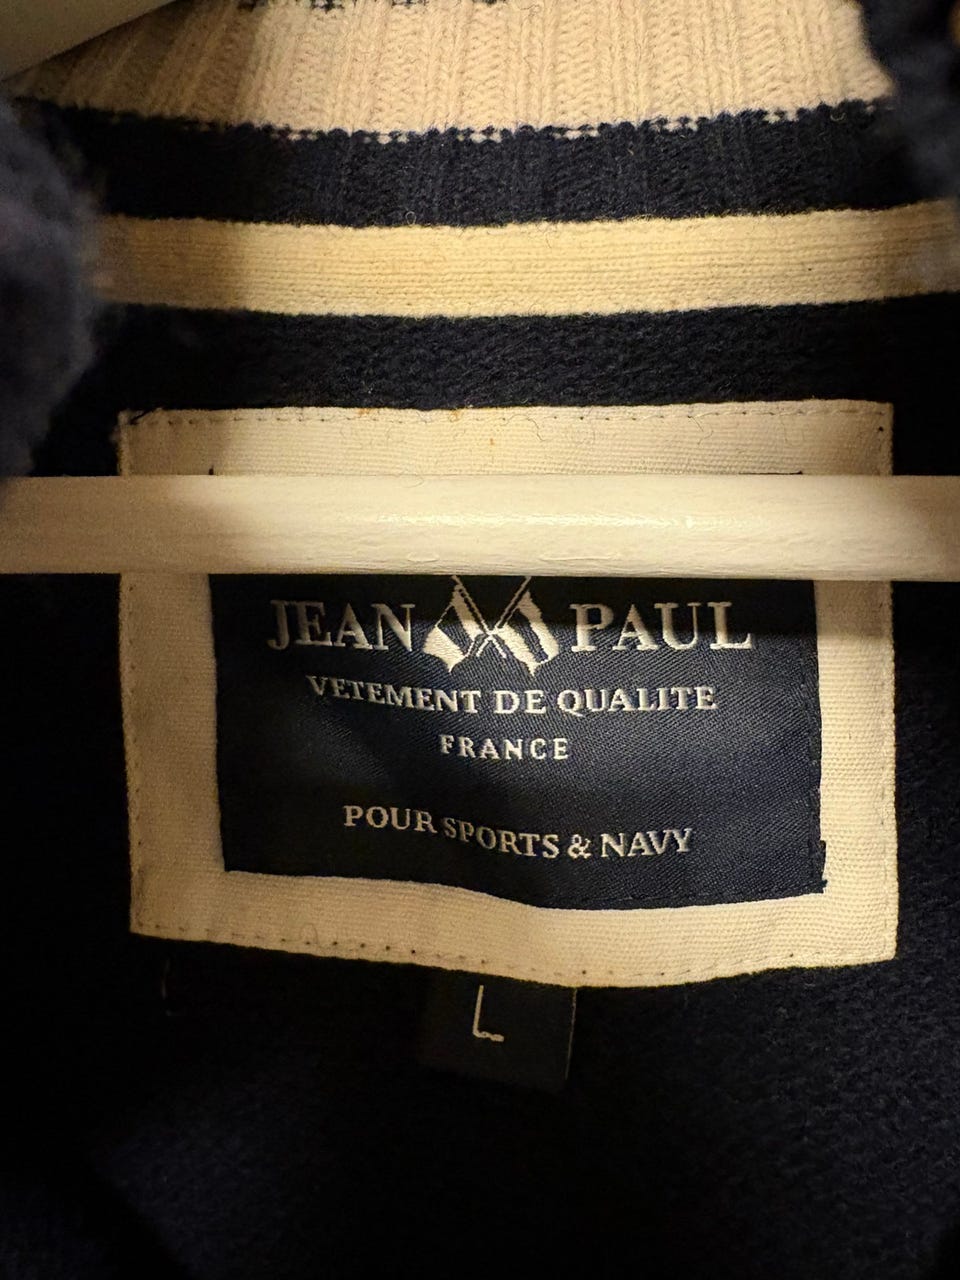 JEAN PAUL
VETEMENT DE QUALITE
FRANCE
POUR SPORTS & NAVY
L